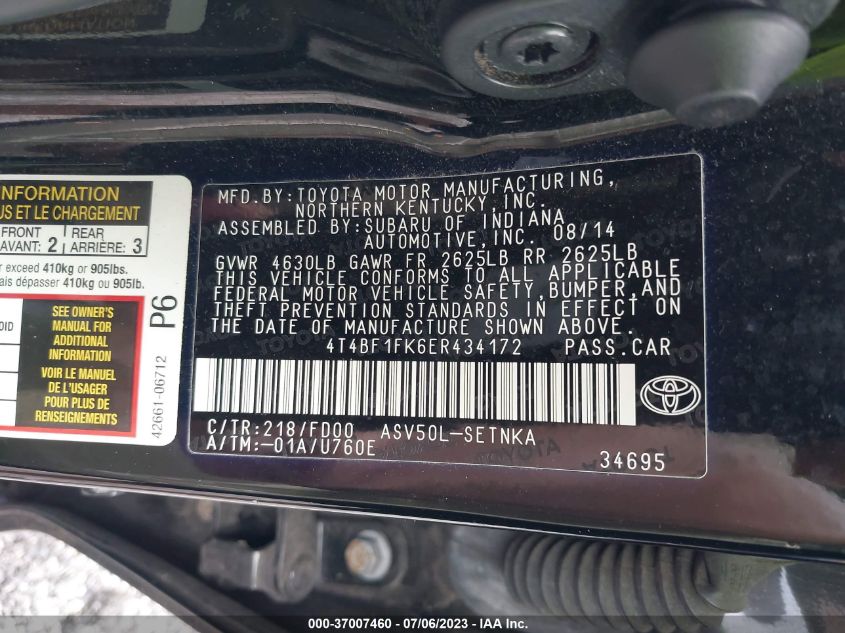 INFORMATION
US ET LE CHARGEMENT
FRONT
AVANT: 2
REAR
ARRIÈRE: 3
r exceed 410kg or 905lbs.
ais dépasser 410kg ou 905lb.
OID
SEE OWNER'S
MANUAL FOR
ADDITIONAL
INFORMATION
VOIR LE MANUEL
DE L'USAGER
POUR PLUS DE
RENSEIGNEMENTS
P6
42661-06712
MFD.BY:TOYOTA MOTOR MANUFACTURING,
NORTHERN KENTUCKY,INC.
ASSEMBLED BY:SUBARU OF INDIANA
AUTOMOTIVE,INC. 08/14
GVWR 4630LB GAWR FR 2625LB RR 2625LB
THIS VEHICLE CONFORMS TO ALL APPLICABLE
FEDERAL MOTOR VEHICLE SAFETY,BUMPER,AND
THEFT PREVENTION STANDARDS IN EFFECT ON
THE DATE OF MANUFACTURE SHOWN ABOVE
4T4BF1FK6ER434172 PASS.CAR
C/TR:218/FD00 ASV50L-SETNKA
A/TM:-01A/U760E
34695
000-37007460 - 07/06/2023 - © IAA Inc.